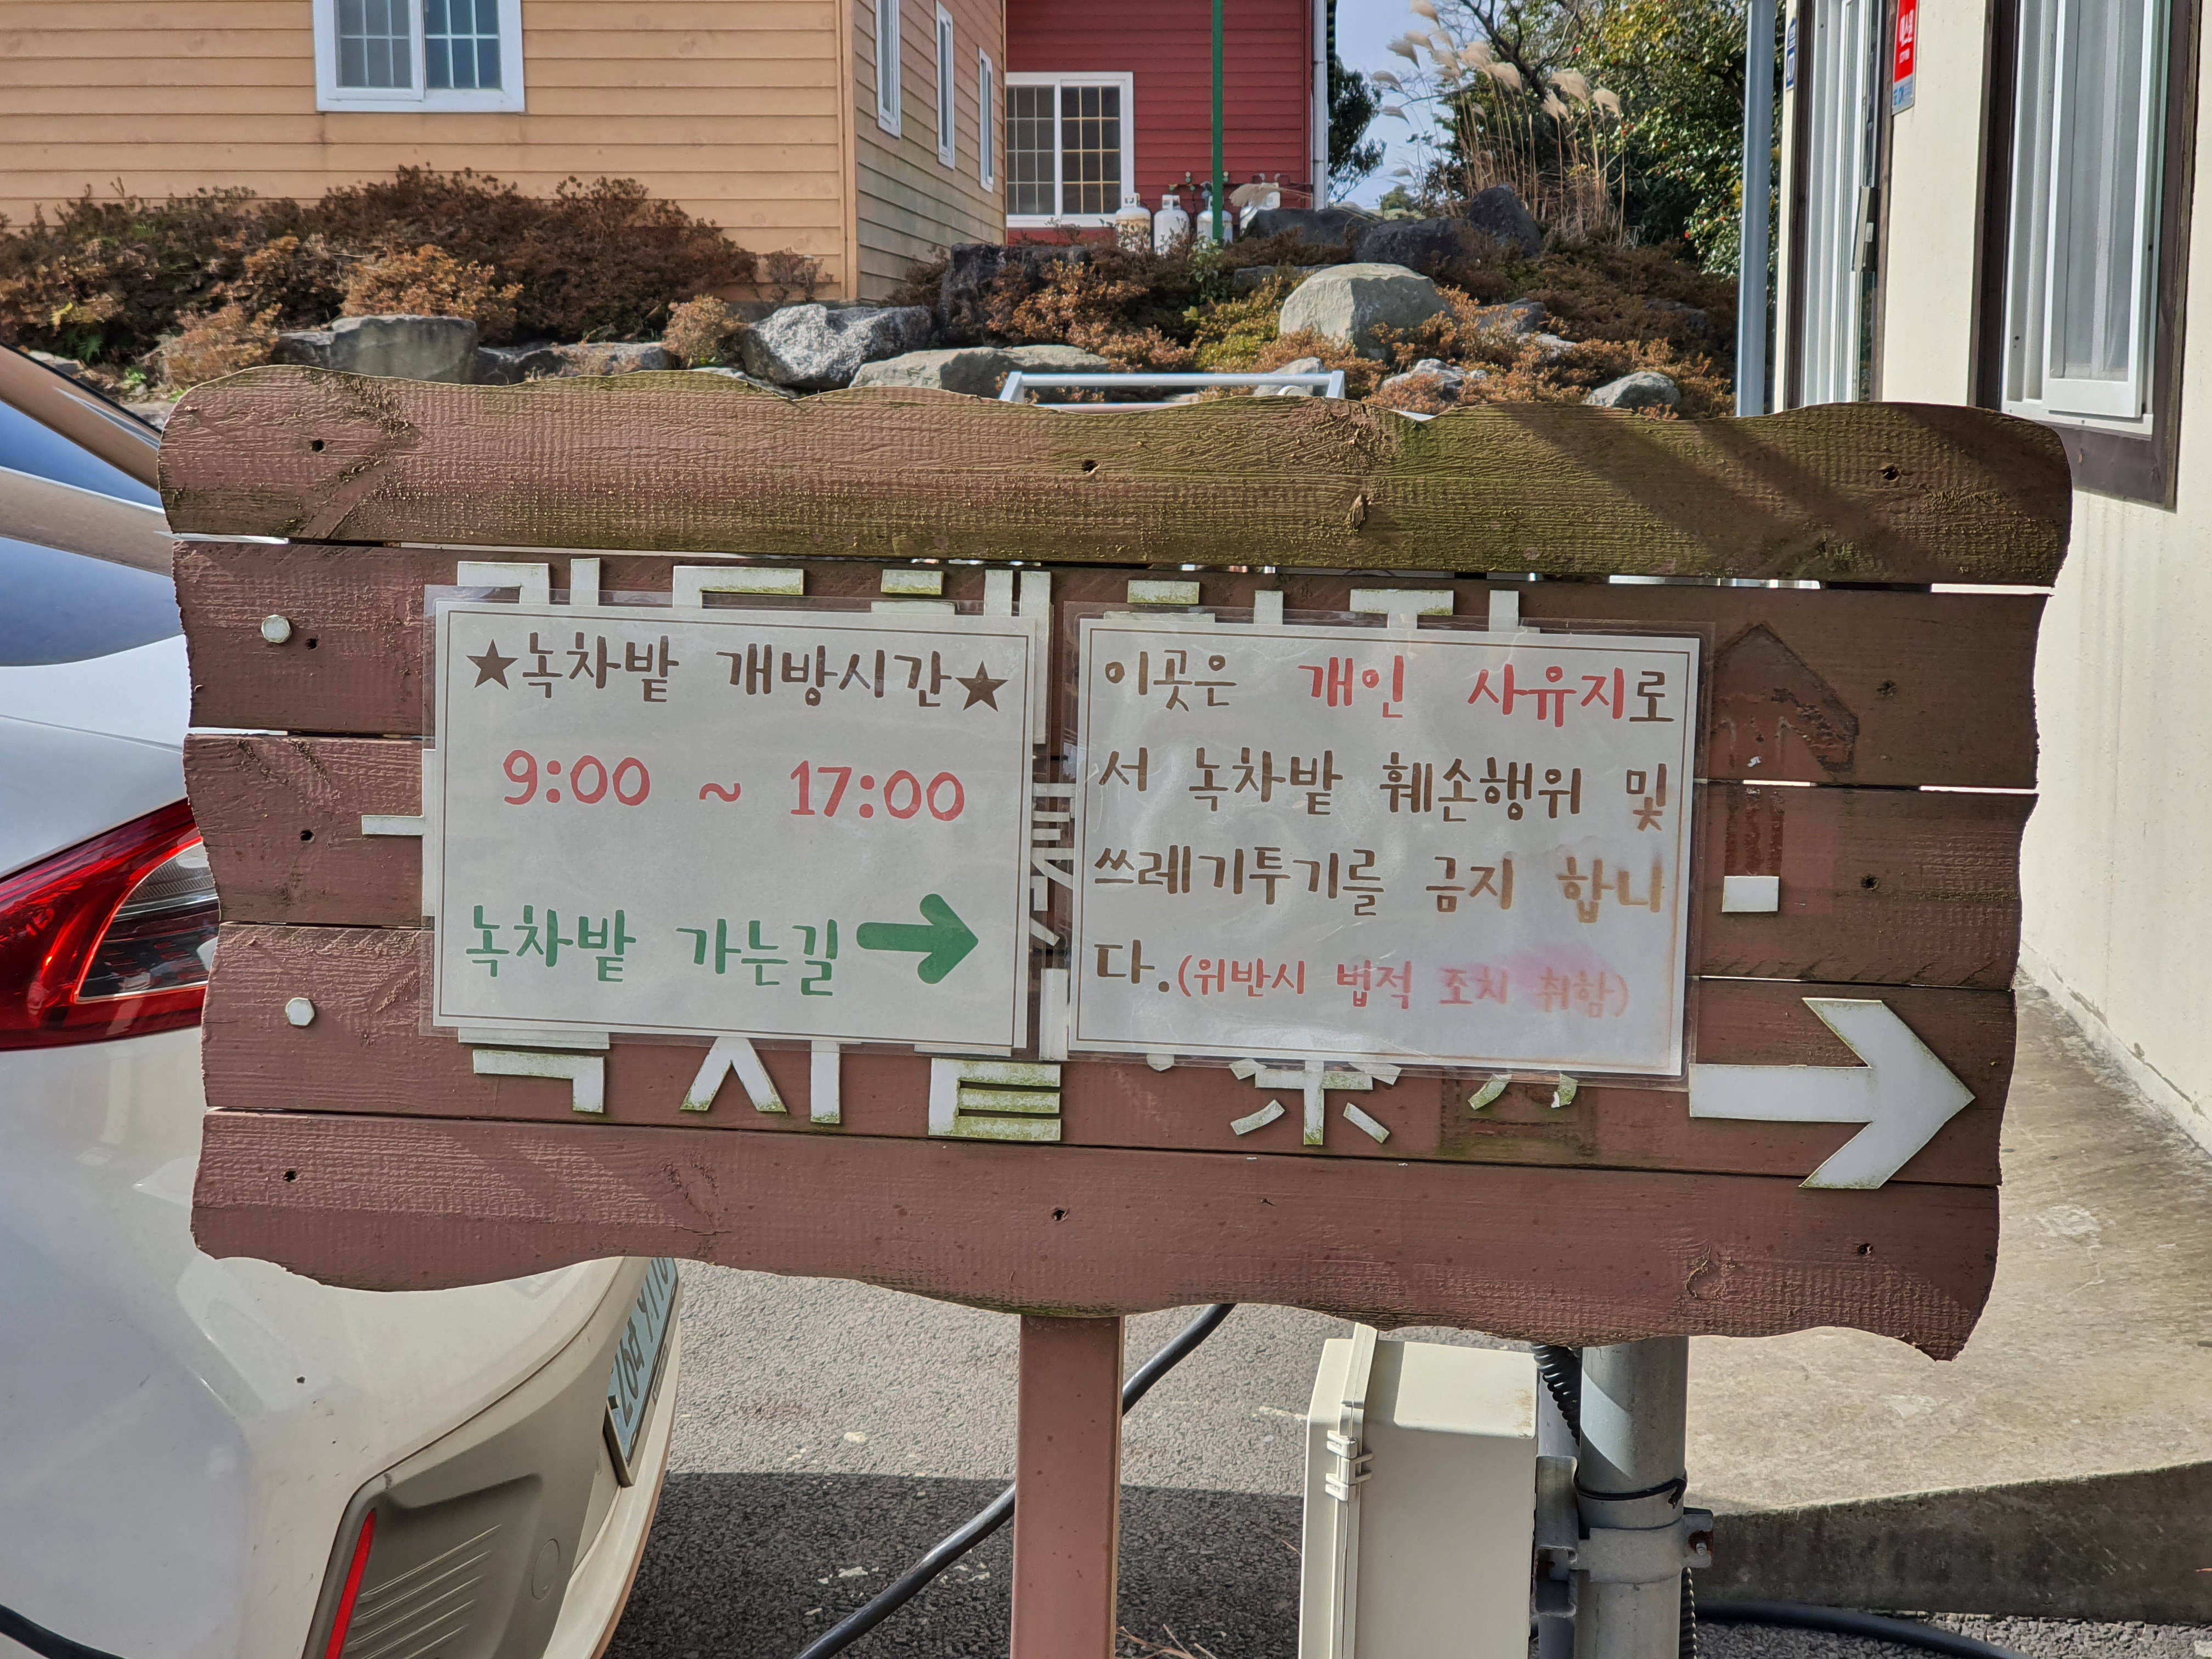 ★녹차밭 개방시간★
9:00 ~ 17:00
녹차밭 가는길
이곳은 개인 사유지로
서 녹차밭 훼손행위 및
쓰레기투기를 금지 합니
다.(위반시 법적 조치 취함)